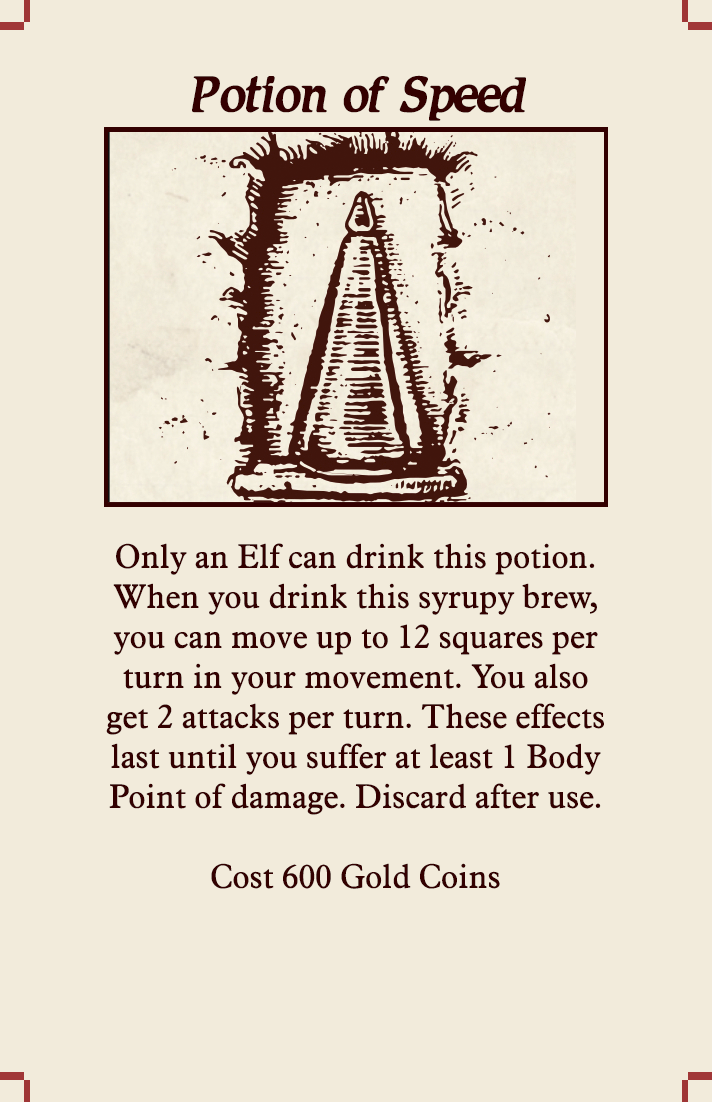 Potion of Speed
Only an Elf can drink this potion.
When you drink this syrupy brew,
you can move up to 12 squares per
turn in your movement. You also
get 2 attacks per turn. These effects
last until you suffer at least 1 Body
Point of damage. Discard after use.
Cost 600 Gold Coins